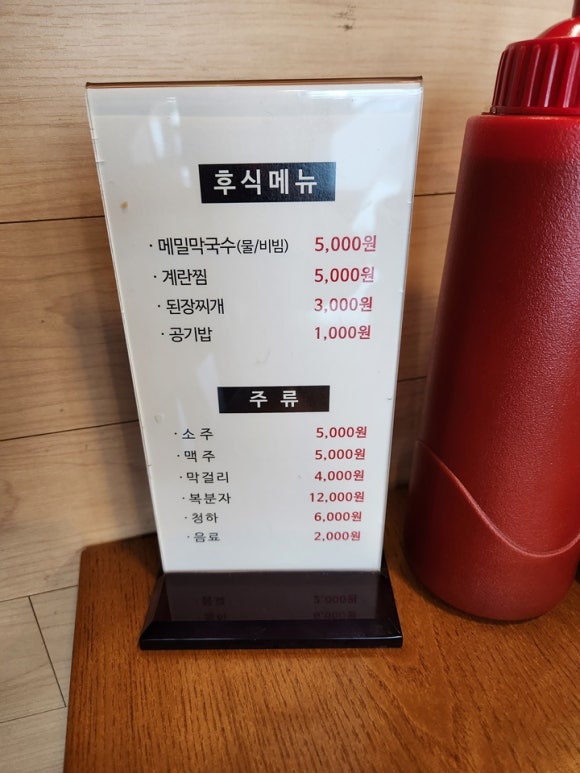 후식메뉴
· 메밀막국수(물/비빔) 5,000원
· 계란찜 5,000원
· 된장찌개 3,000원
· 공기밥 1,000원
주 류
· 소 주 5,000원
· 맥 주 5,000원
· 막걸리 4,000원
· 복분자 12,000원
· 청하 6,000원
· 음료 2,000원